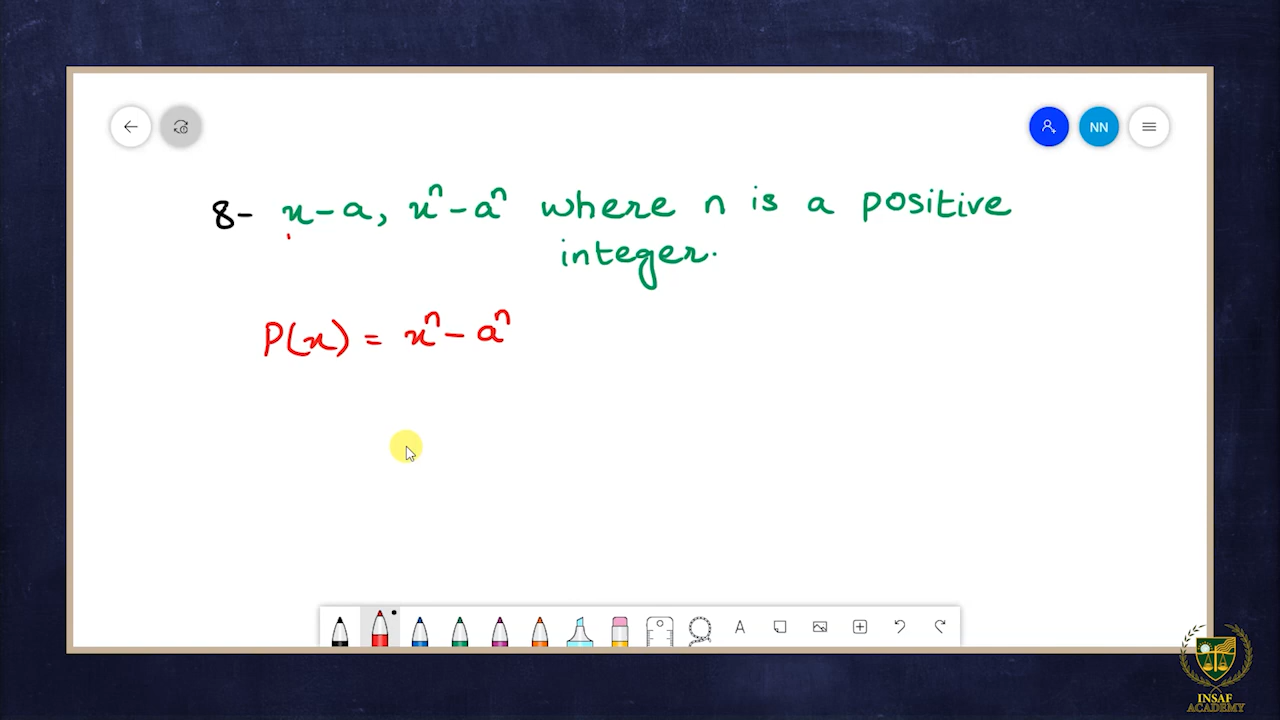 NN
8- x-a, xⁿ-aⁿ where n is a positive
integer.
P(x) = xⁿ-aⁿ
A
INSAF
ACADEMY